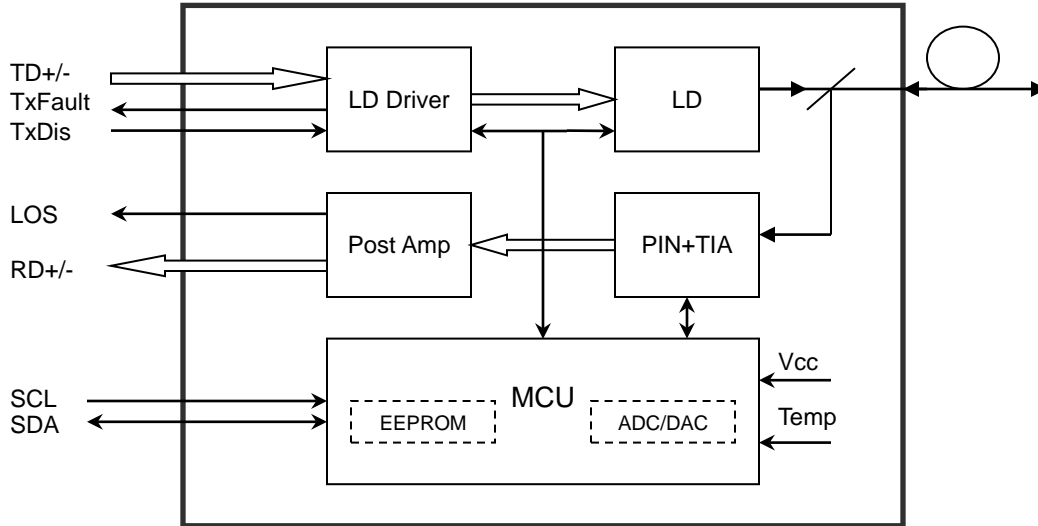 TD+/-
TxFault
TxDis
LD Driver
LD
LOS
RD+/-
Post Amp
PIN+TIA
SCL
SDA
MCU
EEPROM
ADC/DAC
Vcc
Temp